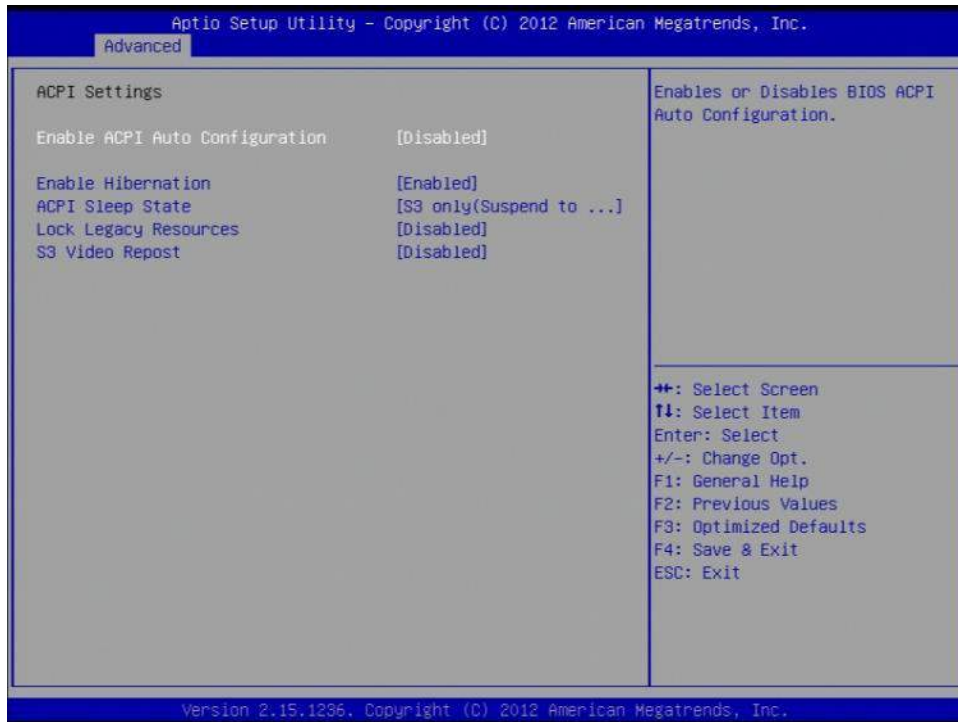 Aptio Setup Utility – Copyright (C) 2012 American Megatrends, Inc.
Advanced
ACPI Settings
Enable ACPI Auto Configuration [Disabled]
Enable Hibernation [Enabled]
ACPI Sleep State [S3 only(Suspend to ...]
Lock Legacy Resources [Disabled]
S3 Video Repost [Disabled]
Enables or Disables BIOS ACPI
Auto Configuration.
→←: Select Screen
↑↓: Select Item
Enter: Select
+/-: Change Opt.
F1: General Help
F2: Previous Values
F3: Optimized Defaults
F4: Save & Exit
ESC: Exit
Version 2.15.1236. Copyright (C) 2012 American Megatrends, Inc.